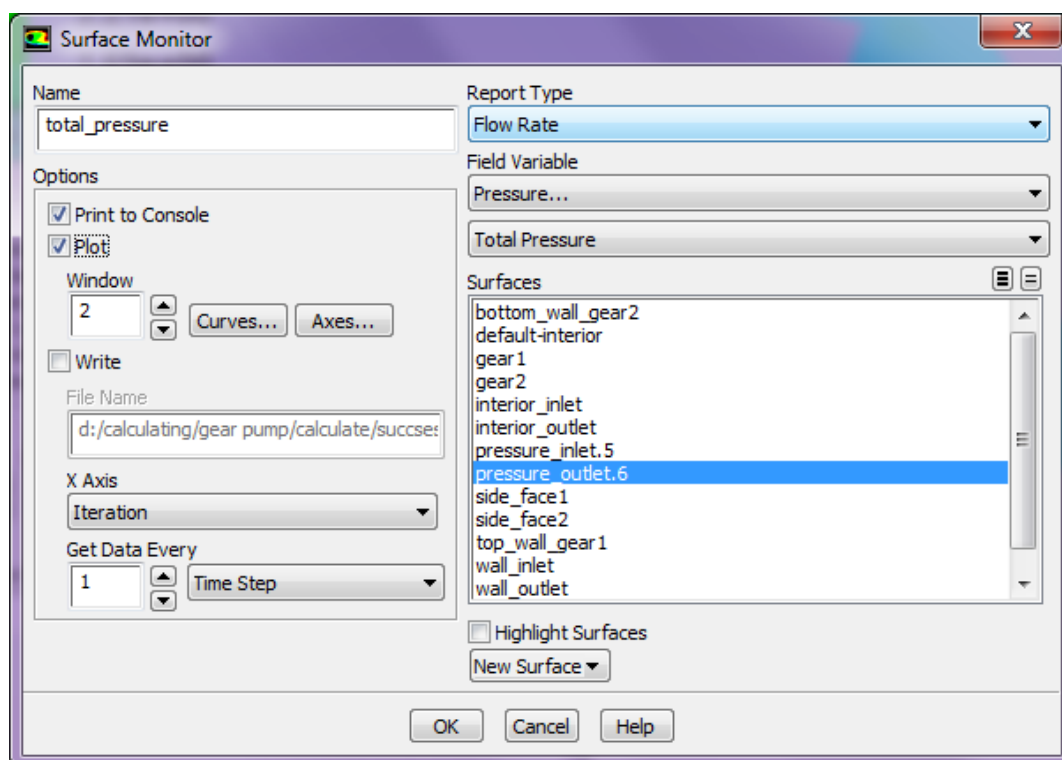 Surface Monitor
Name
total_pressure
Options
Print to Console
Plot
Window
2
Curves...
Axes...
Write
File Name
d:/calculating/gear pump/calculate/succses
X Axis
Iteration
Get Data Every
1
Time Step
Report Type
Flow Rate
Field Variable
Pressure...
Total Pressure
Surfaces
bottom_wall_gear2
default-interior
gear1
gear2
interior_inlet
interior_outlet
pressure_inlet.5
pressure_outlet.6
side_face1
side_face2
top_wall_gear1
wall_inlet
wall_outlet
Highlight Surfaces
New Surface
OK
Cancel
Help